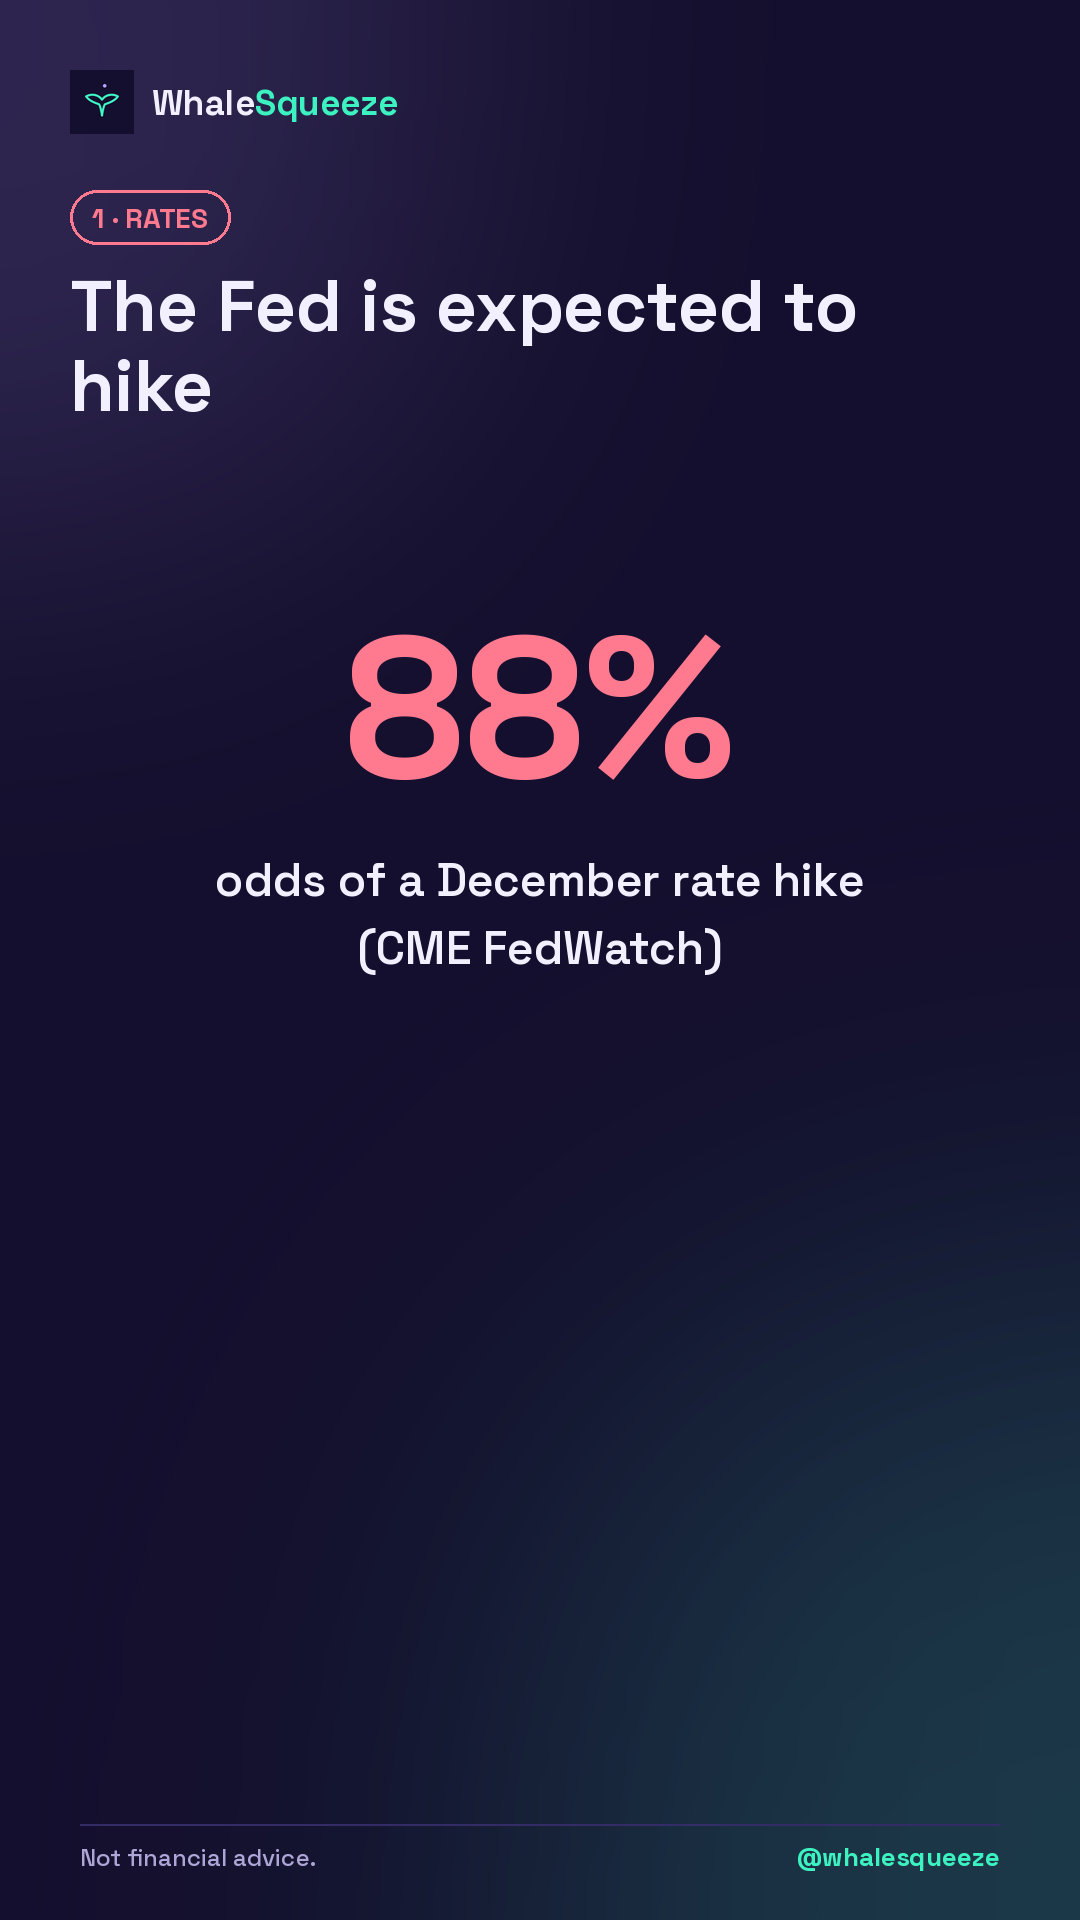 WhaleSqueeze
1 · RATES
The Fed is expected to
hike
88%
odds of a December rate hike
(CME FedWatch)
Not financial advice.
@whalesqueeze